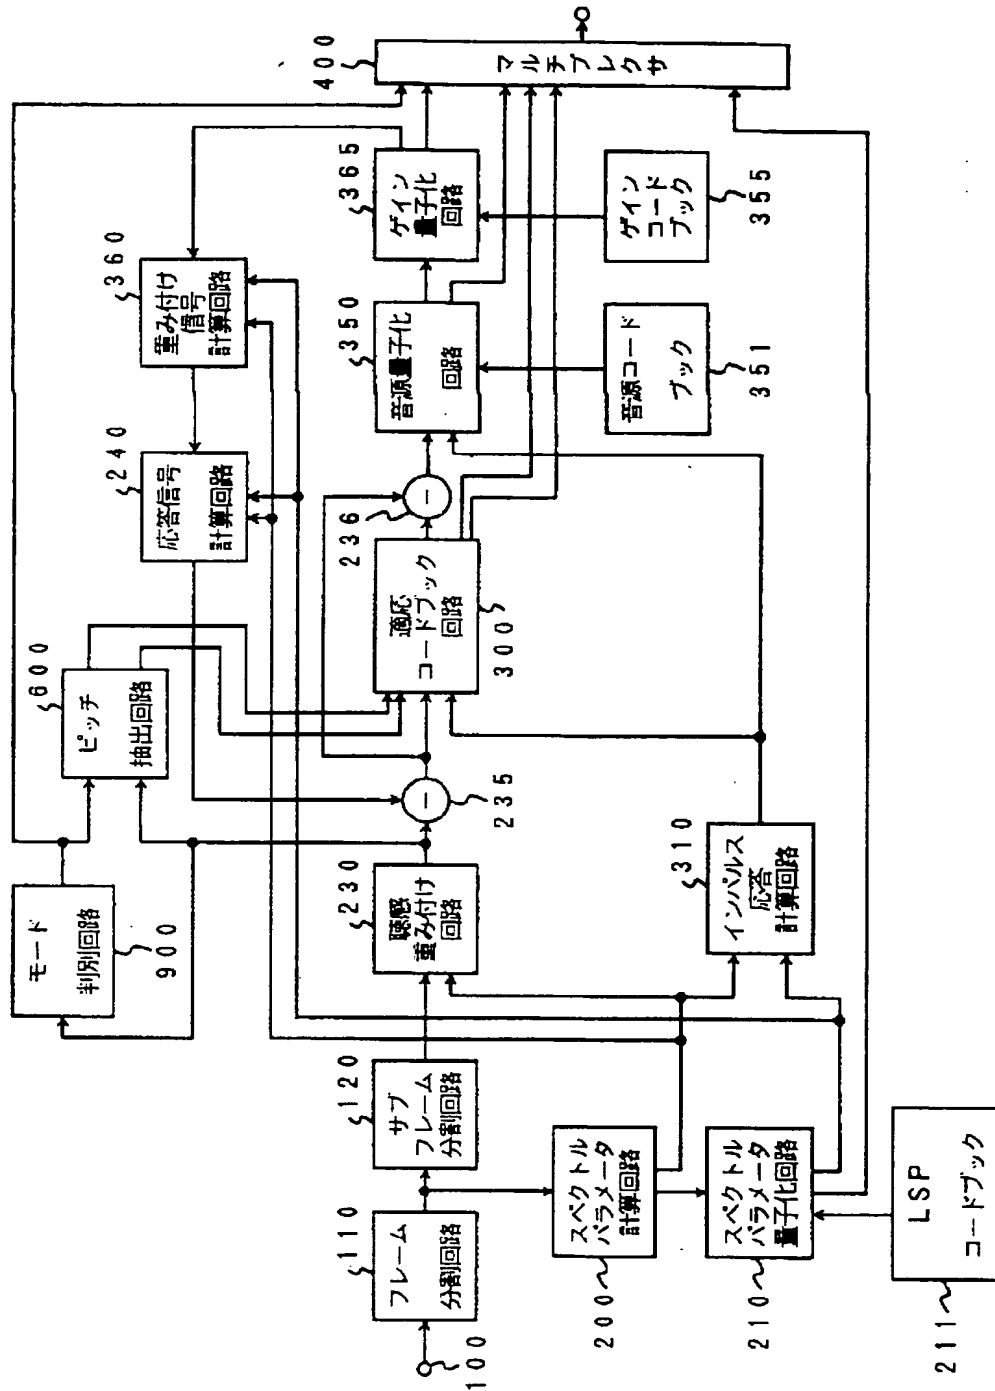 100
フレーム
分割回路
110
サブ
フレーム
分割回路
120
スペクトル
パラメータ
計算回路
200
スペクトル
パラメータ
量子化回路
210
LSP
コードブック
211
モード
判別回路
900
聴感
重み付け
回路
230
インパルス
応答
計算回路
310
ピッチ
抽出回路
600
−
235
適応
コードブック
回路
300
−
236
応答信号
計算回路
240
重み付け
信号
計算回路
360
音源量子化
回路
350
音源コード
ブック
351
ゲイン
量子化
回路
365
ゲイン
コード
ブック
355
マルチプレクサ
400